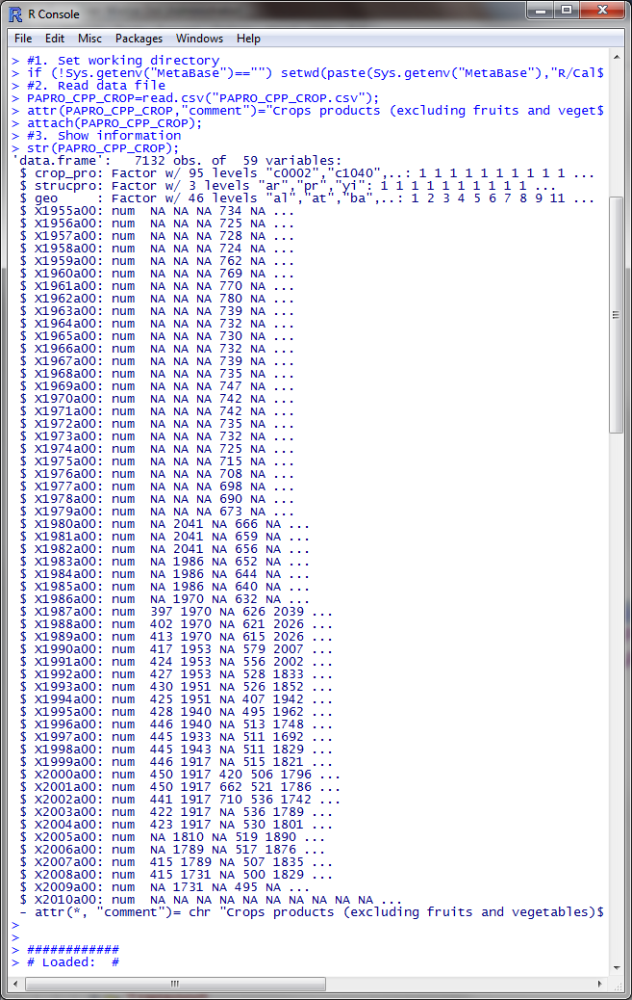 R Console
File Edit Misc Packages Windows Help
> #1. Set working directory
> if (!Sys.getenv("MetaBase")=="") setwd(paste(Sys.getenv("MetaBase"),"R/Cal$
> #2. Read data file
> PAPRO_CPP_CROP=read.csv("PAPRO_CPP_CROP.csv");
> attr(PAPRO_CPP_CROP,"comment")="Crops products (excluding fruits and veget$
> attach(PAPRO_CPP_CROP);
> #3. Show information
> str(PAPRO_CPP_CROP);
'data.frame':   7132 obs. of  59 variables:
 $ crop_pro: Factor w/ 95 levels "c0002","c1040",..: 1 1 1 1 1 1 1 1 1 1 ...
 $ strucpro: Factor w/ 3 levels "ar","pr","yi": 1 1 1 1 1 1 1 1 1 1 ...
 $ geo     : Factor w/ 46 levels "al","at","ba",..: 1 2 3 4 5 6 7 8 9 11 ...
 $ X1955a00: num  NA NA NA 734 NA ...
 $ X1956a00: num  NA NA NA 725 NA ...
 $ X1957a00: num  NA NA NA 728 NA ...
 $ X1958a00: num  NA NA NA 724 NA ...
 $ X1959a00: num  NA NA NA 762 NA ...
 $ X1960a00: num  NA NA NA 769 NA ...
 $ X1961a00: num  NA NA NA 770 NA ...
 $ X1962a00: num  NA NA NA 780 NA ...
 $ X1963a00: num  NA NA NA 739 NA ...
 $ X1964a00: num  NA NA NA 732 NA ...
 $ X1965a00: num  NA NA NA 730 NA ...
 $ X1966a00: num  NA NA NA 732 NA ...
 $ X1967a00: num  NA NA NA 739 NA ...
 $ X1968a00: num  NA NA NA 735 NA ...
 $ X1969a00: num  NA NA NA 747 NA ...
 $ X1970a00: num  NA NA NA 742 NA ...
 $ X1971a00: num  NA NA NA 742 NA ...
 $ X1972a00: num  NA NA NA 735 NA ...
 $ X1973a00: num  NA NA NA 732 NA ...
 $ X1974a00: num  NA NA NA 725 NA ...
 $ X1975a00: num  NA NA NA 715 NA ...
 $ X1976a00: num  NA NA NA 708 NA ...
 $ X1977a00: num  NA NA NA 698 NA ...
 $ X1978a00: num  NA NA NA 690 NA ...
 $ X1979a00: num  NA NA NA 673 NA ...
 $ X1980a00: num  NA 2041 NA 666 NA ...
 $ X1981a00: num  NA 2041 NA 659 NA ...
 $ X1982a00: num  NA 2041 NA 656 NA ...
 $ X1983a00: num  NA 1986 NA 652 NA ...
 $ X1984a00: num  NA 1986 NA 644 NA ...
 $ X1985a00: num  NA 1986 NA 640 NA ...
 $ X1986a00: num  NA 1970 NA 632 NA ...
 $ X1987a00: num  397 1970 NA 626 2039 ...
 $ X1988a00: num  402 1970 NA 621 2026 ...
 $ X1989a00: num  413 1970 NA 615 2026 ...
 $ X1990a00: num  417 1953 NA 579 2007 ...
 $ X1991a00: num  424 1953 NA 556 2002 ...
 $ X1992a00: num  427 1953 NA 528 1833 ...
 $ X1993a00: num  430 1951 NA 526 1852 ...
 $ X1994a00: num  425 1951 NA 407 1942 ...
 $ X1995a00: num  428 1940 NA 495 1962 ...
 $ X1996a00: num  446 1940 NA 513 1748 ...
 $ X1997a00: num  445 1933 NA 511 1692 ...
 $ X1998a00: num  445 1943 NA 511 1829 ...
 $ X1999a00: num  446 1917 NA 515 1821 ...
 $ X2000a00: num  450 1917 420 506 1796 ...
 $ X2001a00: num  450 1917 662 521 1786 ...
 $ X2002a00: num  441 1917 710 536 1742 ...
 $ X2003a00: num  422 1917 NA 536 1789 ...
 $ X2004a00: num  423 1917 NA 530 1801 ...
 $ X2005a00: num  NA 1810 NA 519 1890 ...
 $ X2006a00: num  NA 1789 NA 517 1876 ...
 $ X2007a00: num  415 1789 NA 507 1835 ...
 $ X2008a00: num  415 1731 NA 500 1829 ...
 $ X2009a00: num  NA 1731 NA 495 NA ...
 $ X2010a00: num  NA NA NA NA NA NA NA NA NA NA ...
 - attr(*, "comment")= chr "Crops products (excluding fruits and vegetables)$
>
>
> ############
> # Loaded:  #